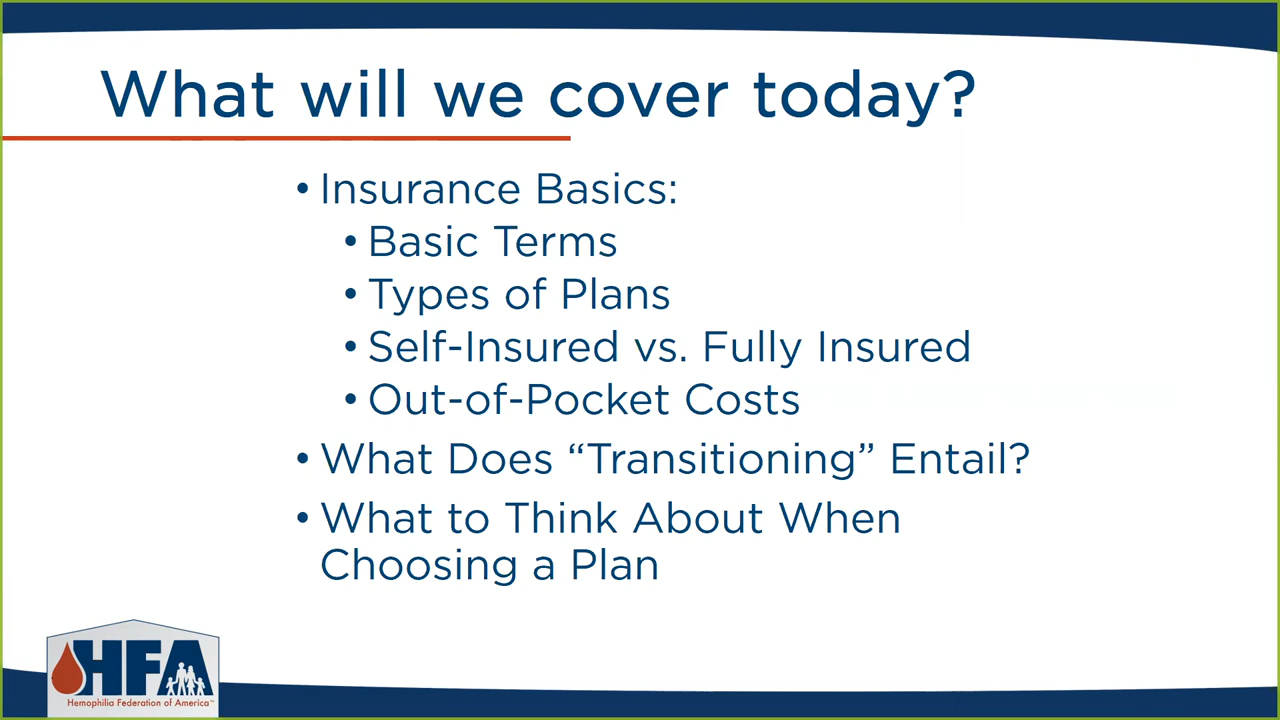 What will we cover today?
• Insurance Basics:
• Basic Terms
• Types of Plans
• Self-Insured vs. Fully Insured
• Out-of-Pocket Costs
• What Does “Transitioning” Entail?
• What to Think About When
Choosing a Plan
HFA
Hemophilia Federation of America™